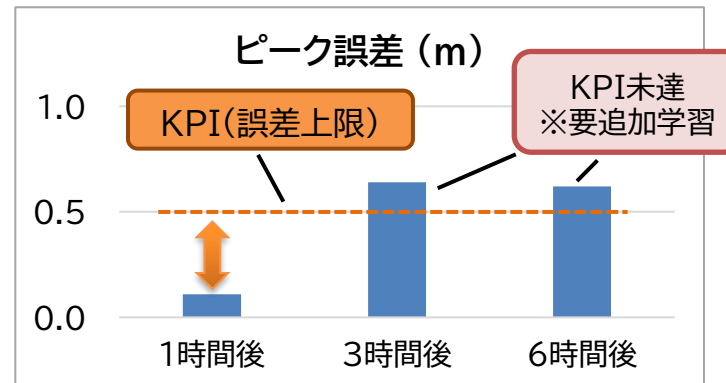 ピーク誤差（m）
KPI（誤差上限）
KPI未達
※要追加学習
1.0
0.5
0.0
1時間後
3時間後
6時間後